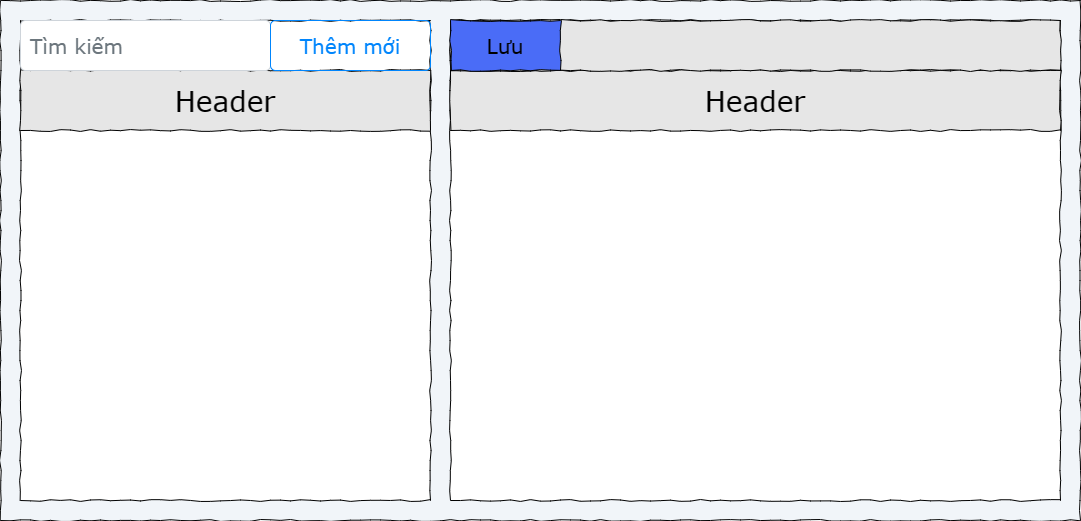 Tìm kiếm
Thêm mới
Lưu
Header
Header